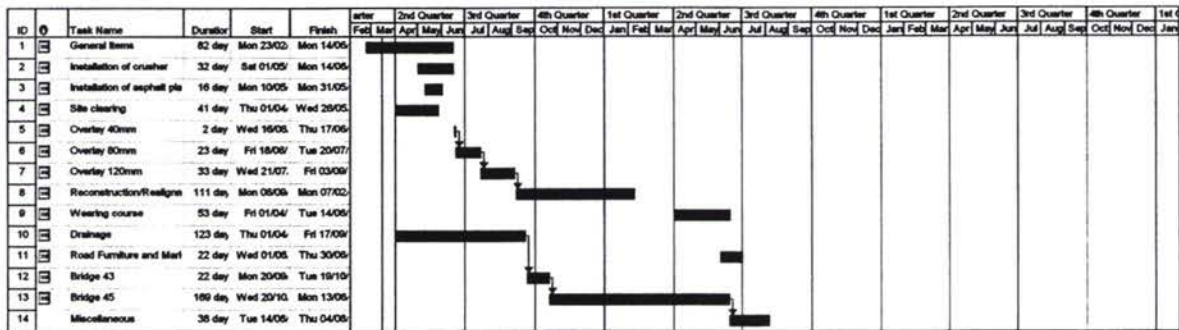 arter 2nd Quarter 3rd Quarter 4th Quarter 1st Quarter 2nd Quarter 3rd Quarter 4th Quarter 1st Quarter 2nd Quarter 3rd Quarter 4th Quarter 1st Q
ID Task Name Duration Start Finish Feb Mar Apr May Jun Jul Aug Sep Oct Nov Dec Jan Feb Mar Apr May Jun Jul Aug Sep Oct Nov Dec Jan Feb Mar Apr May Jun Jul Aug Sep Oct Nov Dec Jan
1 General Items 82 day Mon 23/02/ Mon 14/06/
2 Installation of crusher 32 day Sat 01/05/ Mon 14/06/
3 Installation of asphalt pla 16 day Mon 10/05/ Mon 31/05/
4 Site clearing 41 day Thu 01/04/ Wed 26/05/
5 Overlay 40mm 2 day Wed 16/06/ Thu 17/06/
6 Overlay 80mm 23 day Fri 18/06/ Tue 20/07/
7 Overlay 120mm 33 day Wed 21/07/ Fri 03/09/
8 Reconstruction/Realignm 111 day Mon 06/09/ Mon 07/02/
9 Wearing course 53 day Fri 01/04/ Tue 14/06/
10 Drainage 123 day Thu 01/04/ Fri 17/09/
11 Road Furniture and Mark 22 day Wed 01/06/ Thu 30/06/
12 Bridge 43 22 day Mon 20/09/ Tue 19/10/
13 Bridge 45 169 day Wed 20/10/ Mon 13/06/
14 Miscellaneous 38 day Tue 14/06/ Thu 04/08/